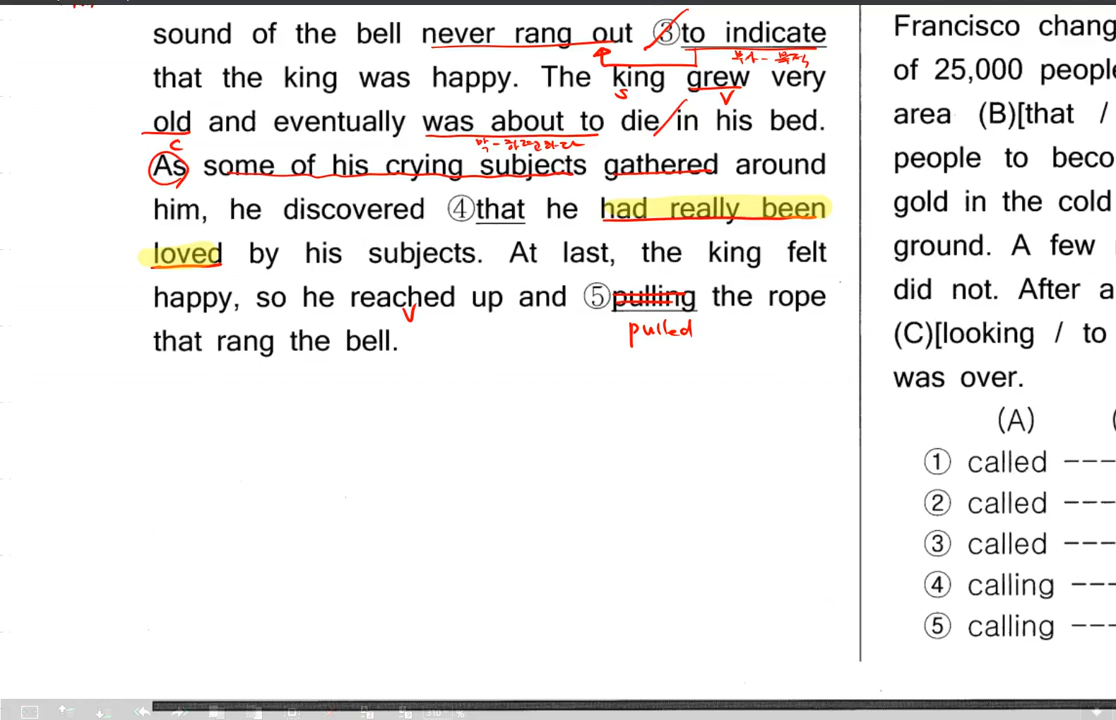 sound of the bell never rang out ③to indicate
부사 - 목적
that the king was happy. The king grew very
s v
old and eventually was about to die in his bed.
c 막 - 하려고 하다
As some of his crying subjects gathered around
him, he discovered ④that he had really been
loved by his subjects. At last, the king felt
happy, so he reached up and ⑤pulling the rope
v pulled
that rang the bell.
Francisco chang
of 25,000 people
area (B)[that /
people to beco
gold in the cold
ground. A few
did not. After a
(C)[looking / to
was over.
(A) (
① called ---
② called ---
③ called ---
④ calling ---
⑤ calling ---